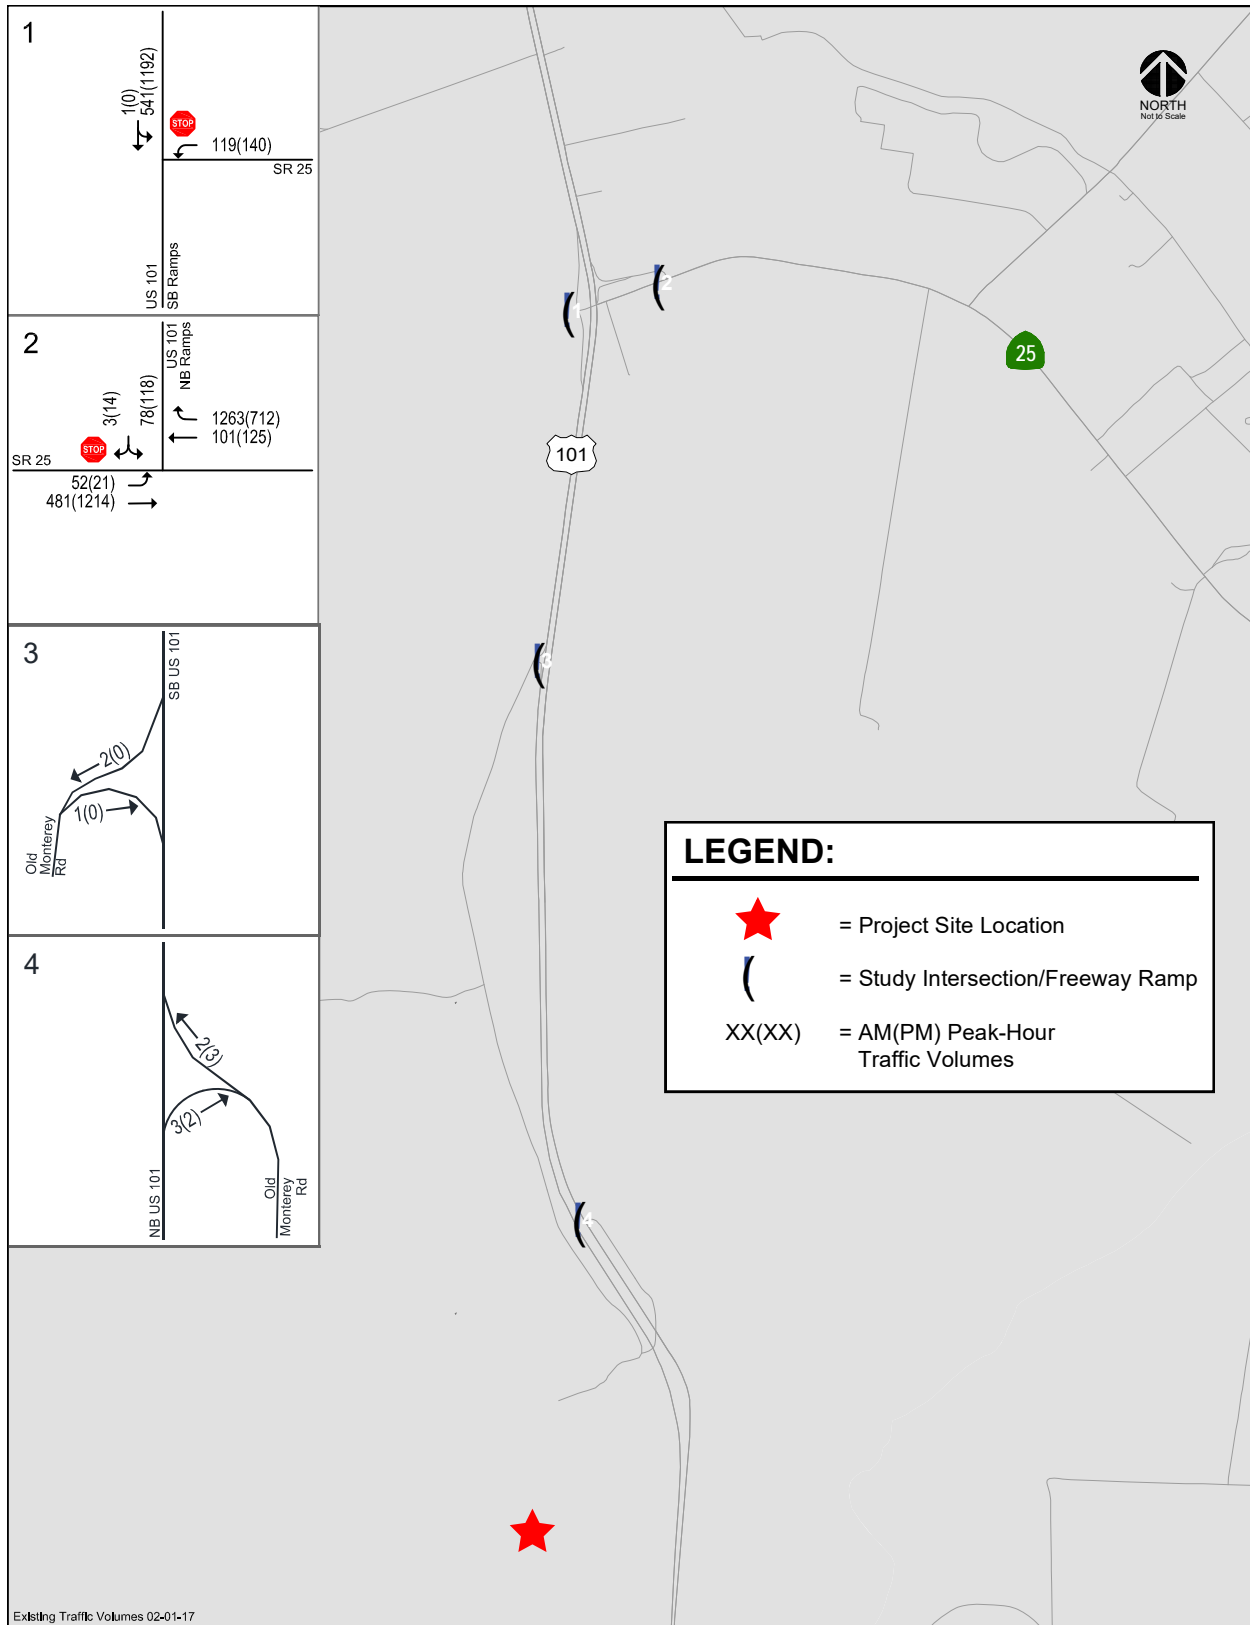 1
1(0)
541(1192)
STOP
119(140)
SR 25
US 101
SB Ramps
2
US 101
NB Ramps
3(14)
78(118)
1263(712)
101(125)
STOP
SR 25
52(21)
481(1214)
3
SB US 101
2(0)
1(0)
Old
Monterey
Rd
4
2(3)
3(2)
NB US 101
Old
Monterey
Rd
NORTH
Not to Scale
1
2
25
101
3
4
LEGEND:
= Project Site Location
= Study Intersection/Freeway Ramp
XX(XX) = AM(PM) Peak-Hour
Traffic Volumes
Existing Traffic Volumes 02-01-17